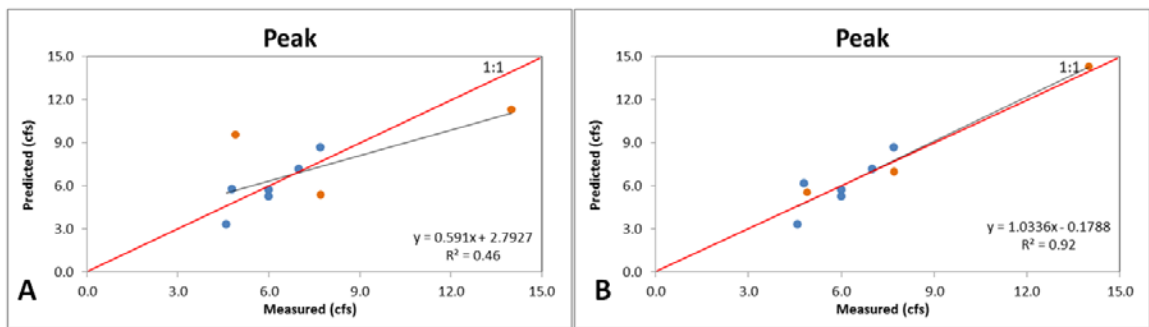 Peak
15.0
12.0
9.0
6.0
3.0
0.0
Predicted (cfs)
1:1
y = 0.591x + 2.7927
R² = 0.46
0.0 3.0 6.0 9.0 12.0 15.0
Measured (cfs)
A
Peak
15.0
12.0
9.0
6.0
3.0
0.0
Predicted (cfs)
1:1
y = 1.0336x - 0.1788
R² = 0.92
0.0 3.0 6.0 9.0 12.0 15.0
Measured (cfs)
B